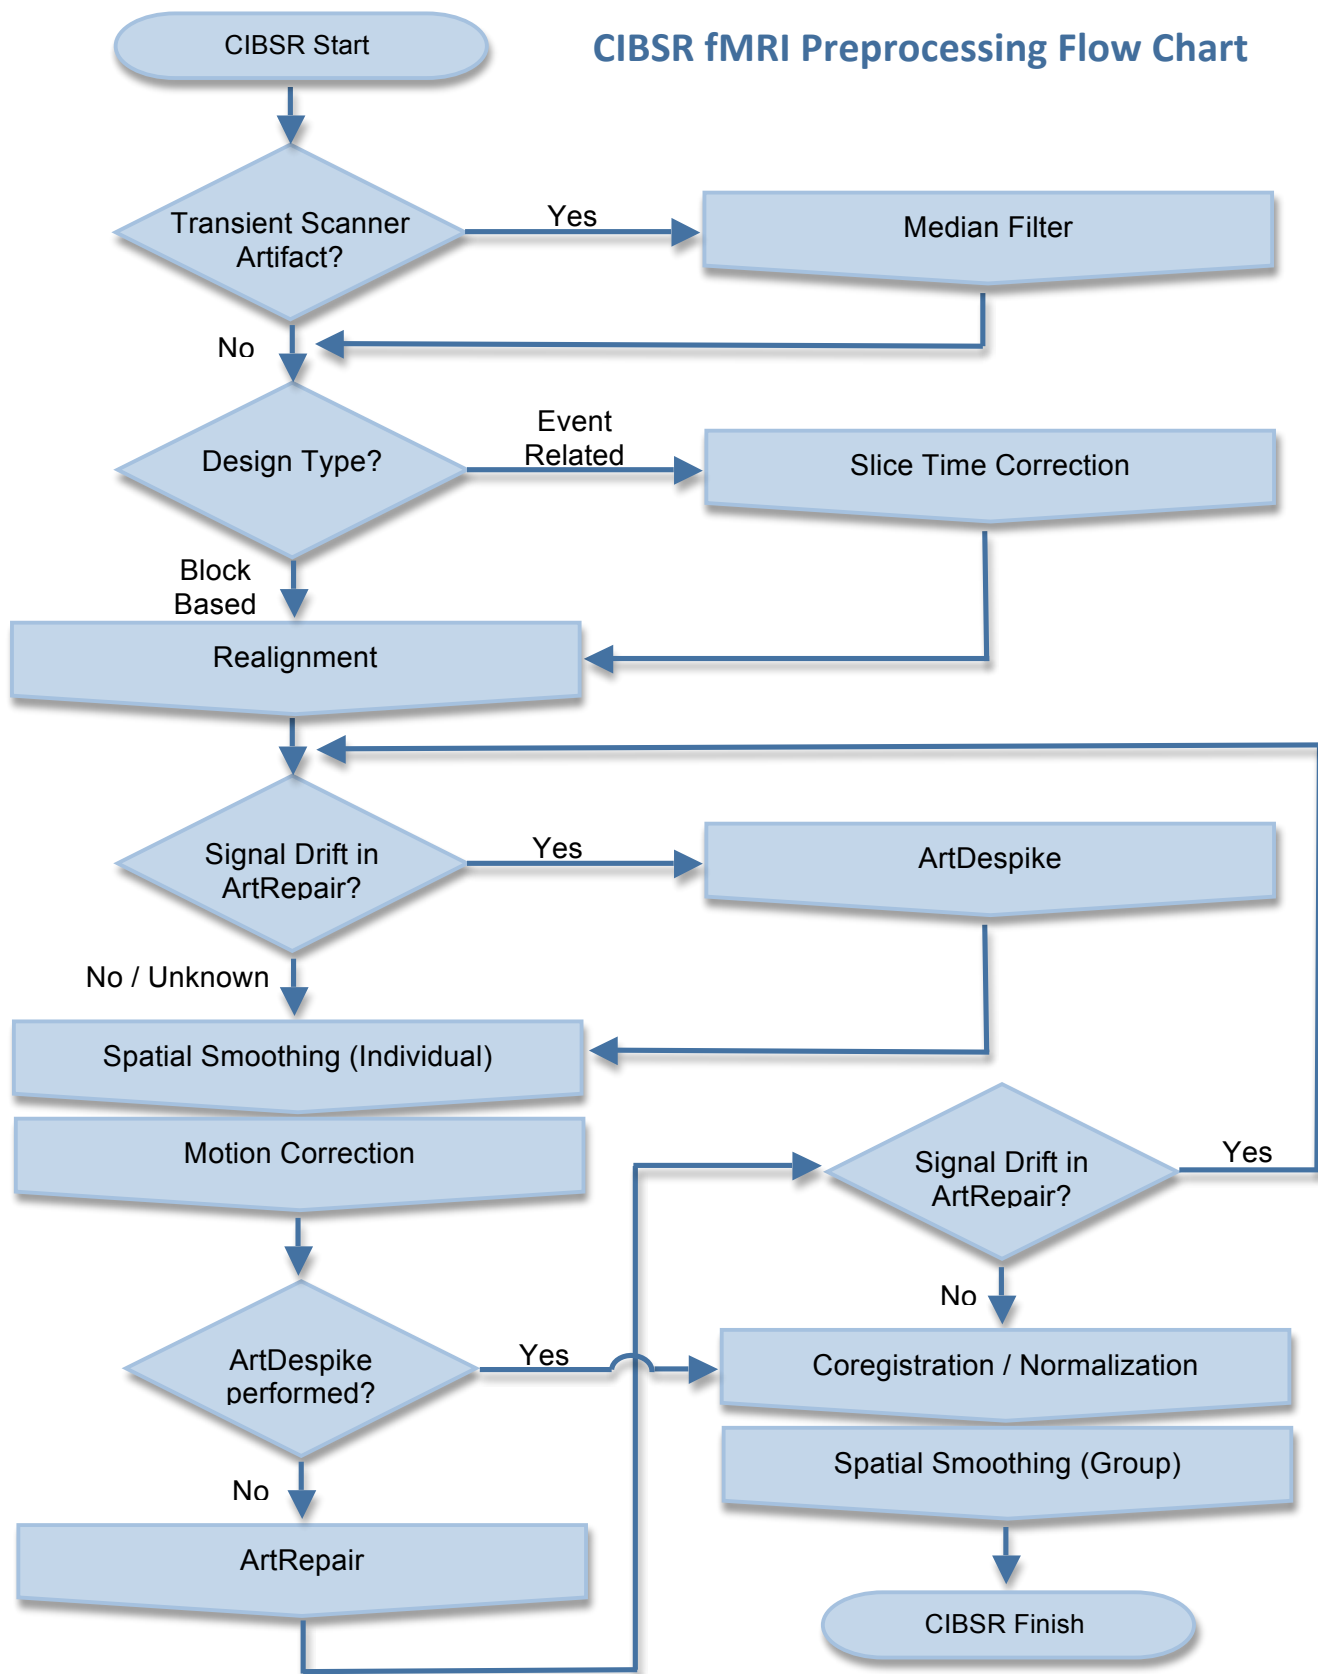 CIBSR Start
CIBSR fMRI Preprocessing Flow Chart
Transient Scanner
Artifact?
Yes
Median Filter
No
Design Type?
Event
Related
Slice Time Correction
Block
Based
Realignment
Signal Drift in
ArtRepair?
Yes
ArtDespike
No / Unknown
Spatial Smoothing (Individual)
Motion Correction
Signal Drift in
ArtRepair?
Yes
No
ArtDespike
performed?
Yes
Coregistration / Normalization
Spatial Smoothing (Group)
No
ArtRepair
CIBSR Finish